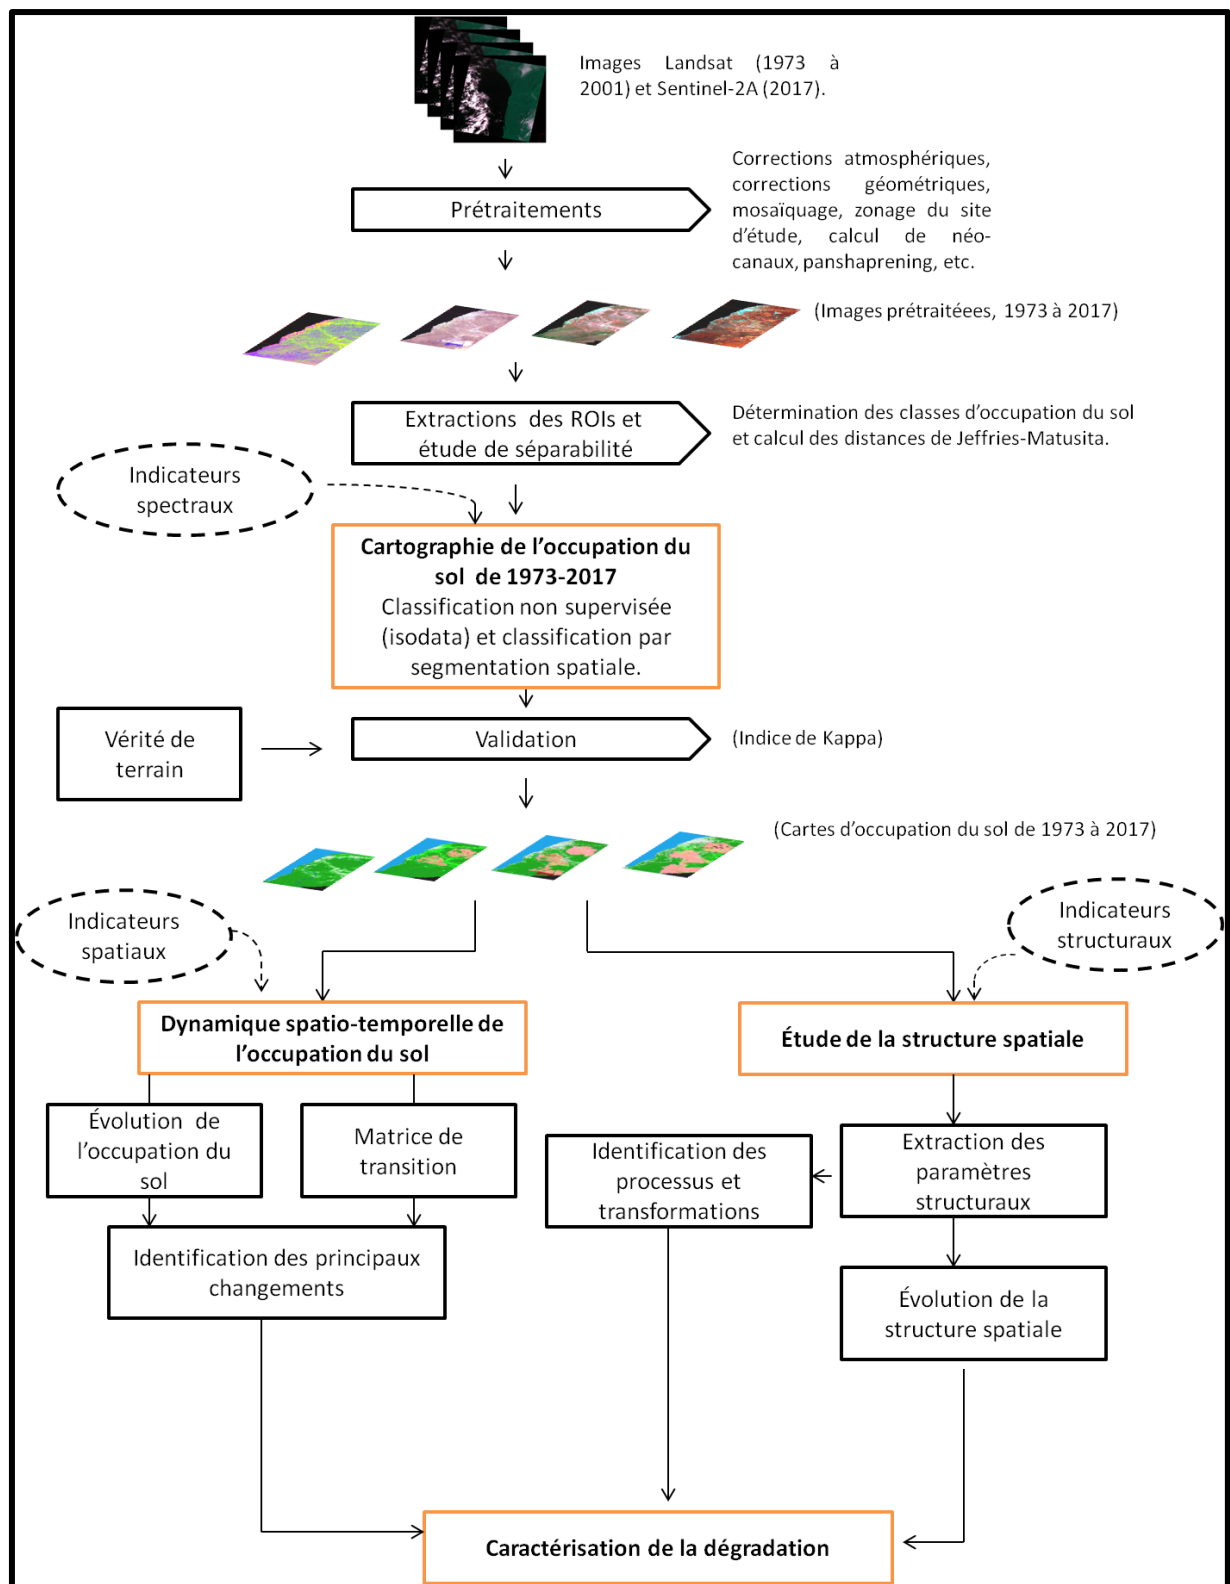 Images Landsat (1973 à
2001) et Sentinel-2A (2017).
Prétraitements
Corrections atmosphériques,
corrections géométriques,
mosaïquage, zonage du site
d'étude, calcul de néo-
canaux, panshaprening, etc.
(Images prétraitéees, 1973 à 2017)
Extractions des ROIs et
étude de séparabilité
Détermination des classes d'occupation du sol
et calcul des distances de Jeffries-Matusita.
Indicateurs
spectraux
Cartographie de l'occupation du
sol de 1973-2017
Classification non supervisée
(isodata) et classification par
segmentation spatiale.
Vérité de
terrain
Validation
(Indice de Kappa)
(Cartes d'occupation du sol de 1973 à 2017)
Indicateurs
spatiaux
Indicateurs
structuraux
Dynamique spatio-temporelle de
l'occupation du sol
Étude de la structure spatiale
Évolution de
l'occupation du
sol
Matrice de
transition
Identification des
processus et
transformations
Extraction des
paramètres
structuraux
Identification des principaux
changements
Évolution de la
structure spatiale
Caractérisation de la dégradation